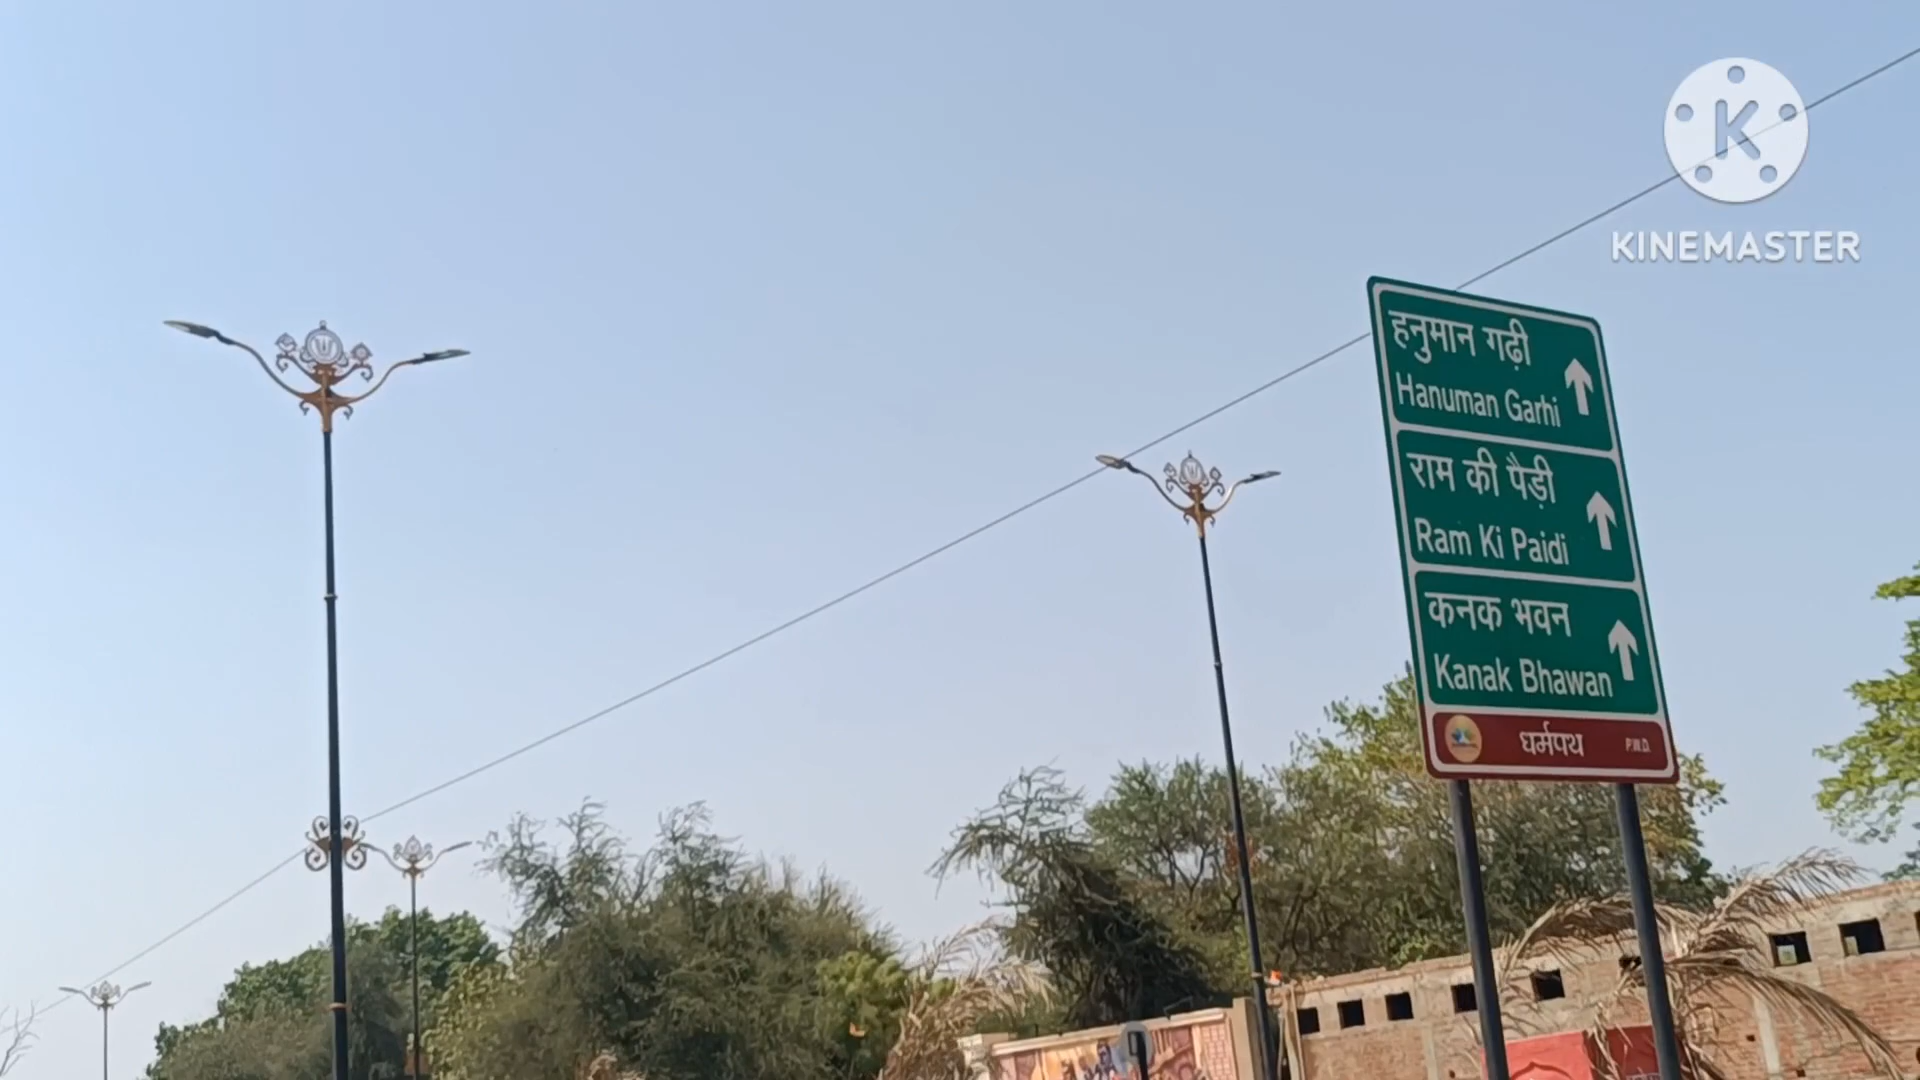 K
KINEMASTER
हनुमान गढ़ी
Hanuman Garhi
राम की पैड़ी
Ram Ki Paidi
कनक भवन
Kanak Bhawan
धर्मपथ
P.W.D.